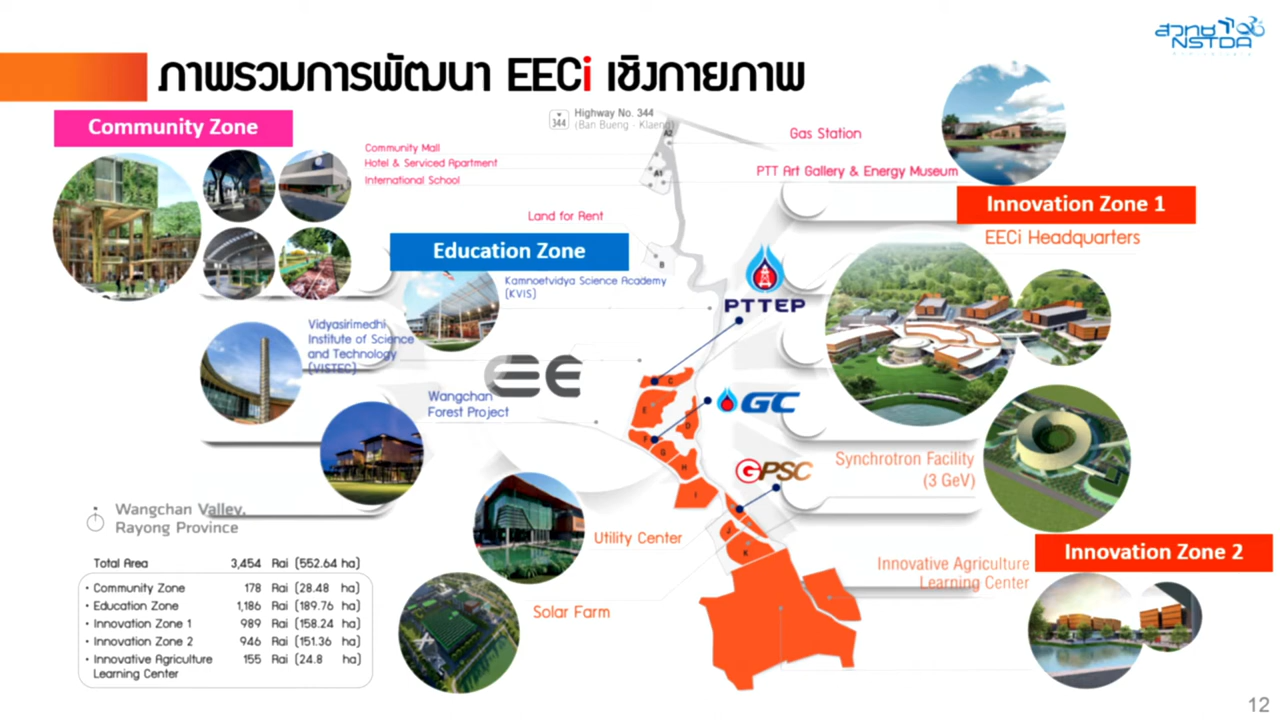 สวทช
NSTDA
ภาพรวมการพัฒนา EECi เชิงกายภาพ
Community Zone
344
Highway No. 344
(Ban Bueng - Klaeng)
A2
A1
Community Mall
Hotel & Serviced Apartment
International School
Gas Station
PTT Art Gallery & Energy Museum
Innovation Zone 1
EECi Headquarters
Land for Rent
B
Education Zone
Kamnoetvidya Science Academy
(KVIS)
PTTEP
Vidyasirimedhi
Institute of Science
and Technology
(VISTEC)
EE
Wangchan
Forest Project
C
E
D
F
G
H
I
J
K
GC
GPSC
Synchrotron Facility
(3 GeV)
Utility Center
Solar Farm
Innovative Agriculture
Learning Center
Innovation Zone 2
Wangchan Valley,
Rayong Province
Total Area 3,454 Rai (552.64 ha)
• Community Zone 178 Rai (28.48 ha)
• Education Zone 1,186 Rai (189.76 ha)
• Innovation Zone 1 989 Rai (158.24 ha)
• Innovation Zone 2 946 Rai (151.36 ha)
• Innovative Agriculture 155 Rai (24.8 ha)
Learning Center
12